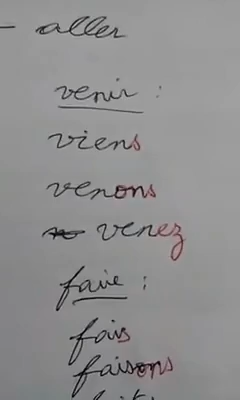 - aller
venir :
viens
venons
venez
faire :
fais
faisons